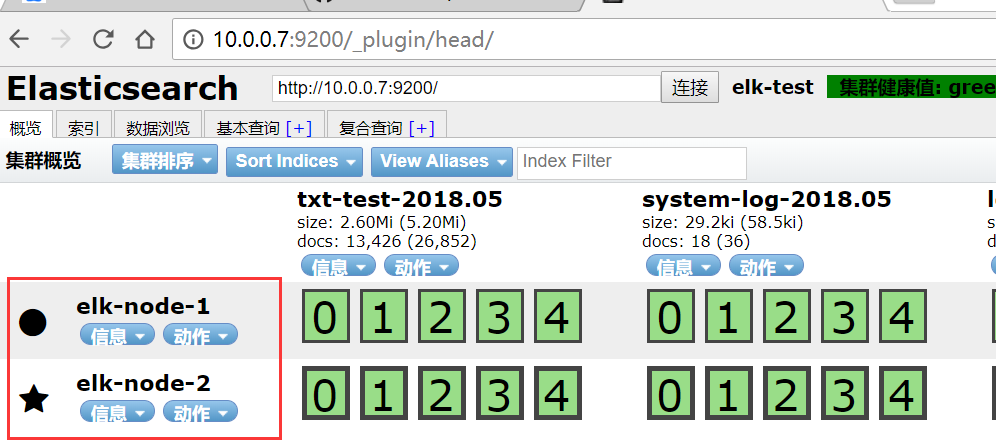 10.0.0.7:9200/_plugin/head/
Elasticsearch http://10.0.0.7:9200/ 连接 elk-test 集群健康值: gree
概览 索引 数据浏览 基本查询 [+] 复合查询 [+]
集群概览 集群排序 Sort Indices View Aliases Index Filter
txt-test-2018.05 system-log-2018.05
size: 2.60Mi (5.20Mi) size: 29.2ki (58.5ki)
docs: 13,426 (26,852) docs: 18 (36)
信息 动作 信息 动作
elk-node-1 0 1 2 3 4 0 1 2 3 4
信息 动作
elk-node-2 0 1 2 3 4 0 1 2 3 4
信息 动作